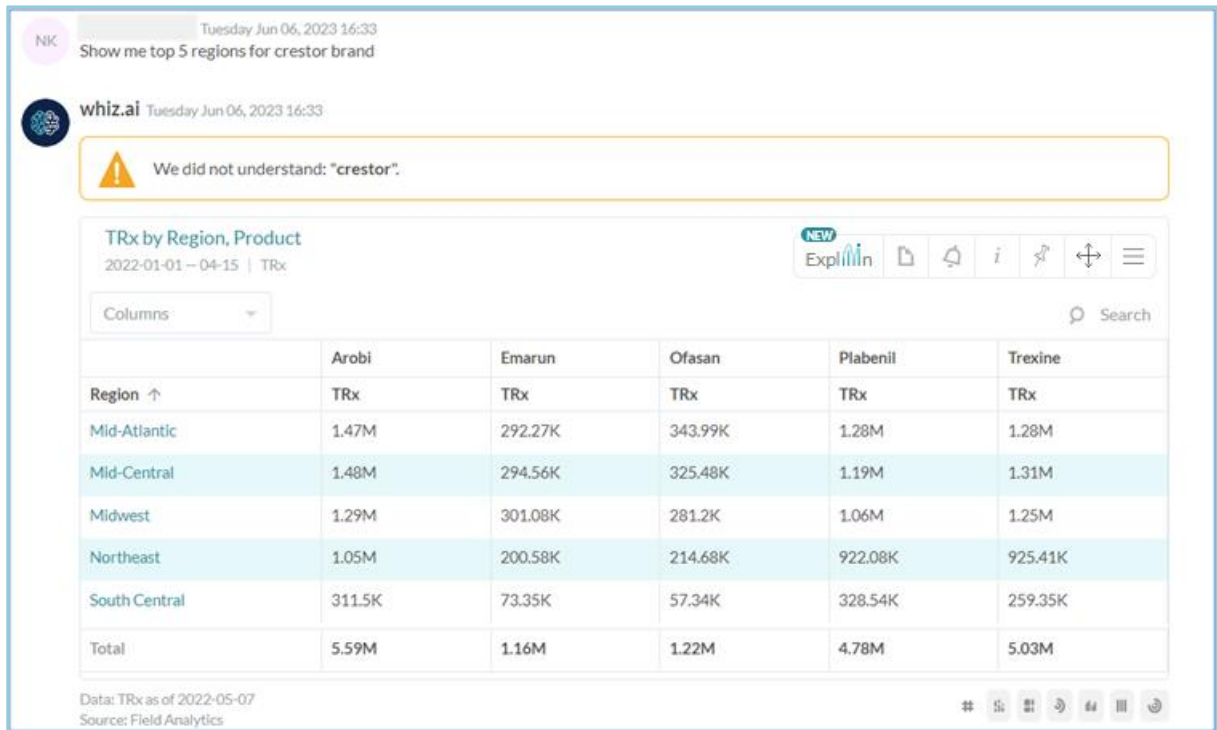 NK
Tuesday Jun 06, 2023 16:33
Show me top 5 regions for crestor brand
whiz.ai Tuesday Jun 06, 2023 16:33
We did not understand: "crestor".
TRx by Region, Product
2022-01-01 — 04-15 | TRx
NEW
Explain
i
Columns
Search
Arobi Emarun Ofasan Plabenil Trexine
Region ↑ TRx TRx TRx TRx TRx
Mid-Atlantic 1.47M 292.27K 343.99K 1.28M 1.28M
Mid-Central 1.48M 294.56K 325.48K 1.19M 1.31M
Midwest 1.29M 301.08K 281.2K 1.06M 1.25M
Northeast 1.05M 200.58K 214.68K 922.08K 925.41K
South Central 311.5K 73.35K 57.34K 328.54K 259.35K
Total 5.59M 1.16M 1.22M 4.78M 5.03M
Data: TRx as of 2022-05-07
#
Source: Field Analytics